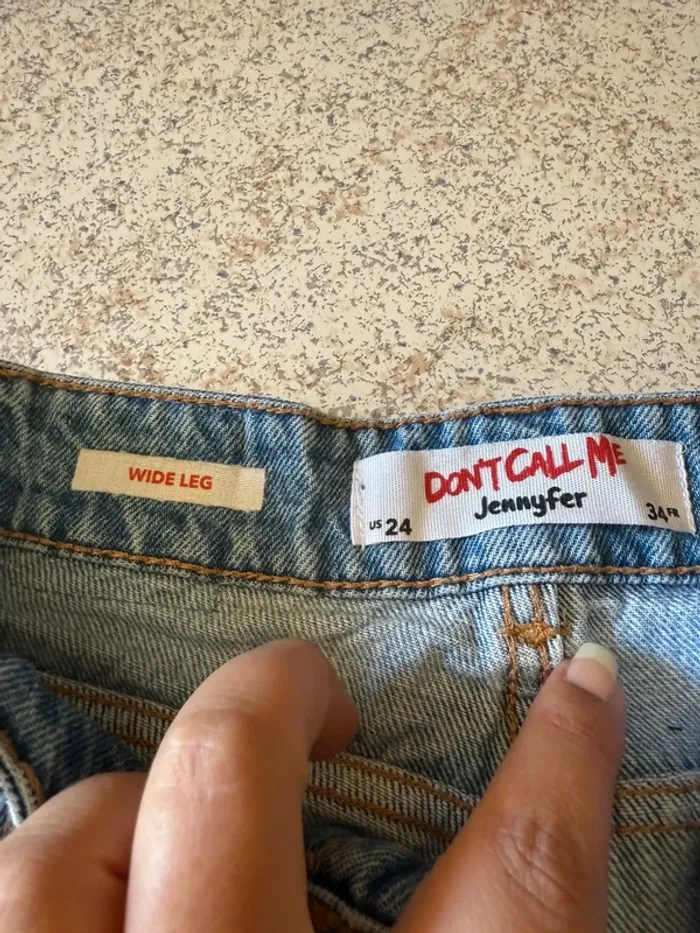 WIDE LEG
DON'T CALL ME
Jennyfer
US 24
34 FR